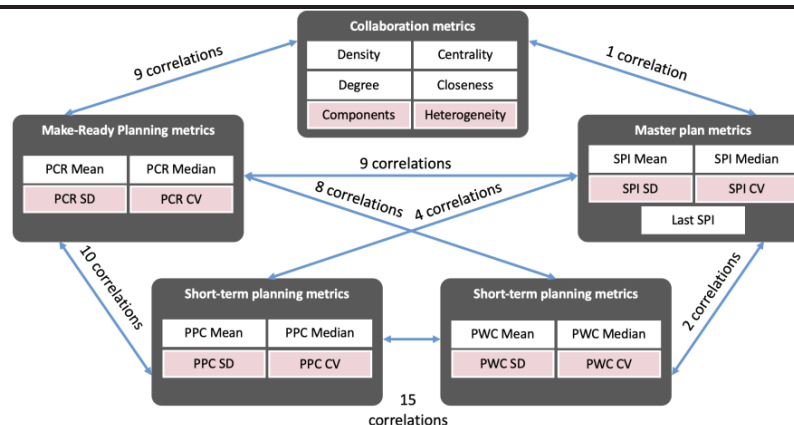 Collaboration metrics
Density Centrality
Degree Closeness
Components Heterogeneity
9 correlations
1 correlation
Make-Ready Planning metrics
PCR Mean PCR Median
PCR SD PCR CV
Master plan metrics
SPI Mean SPI Median
SPI SD SPI CV
Last SPI
9 correlations
8 correlations
4 correlations
10 correlations
2 correlations
Short-term planning metrics
PPC Mean PPC Median
PPC SD PPC CV
Short-term planning metrics
PWC Mean PWC Median
PWC SD PWC CV
15
correlations